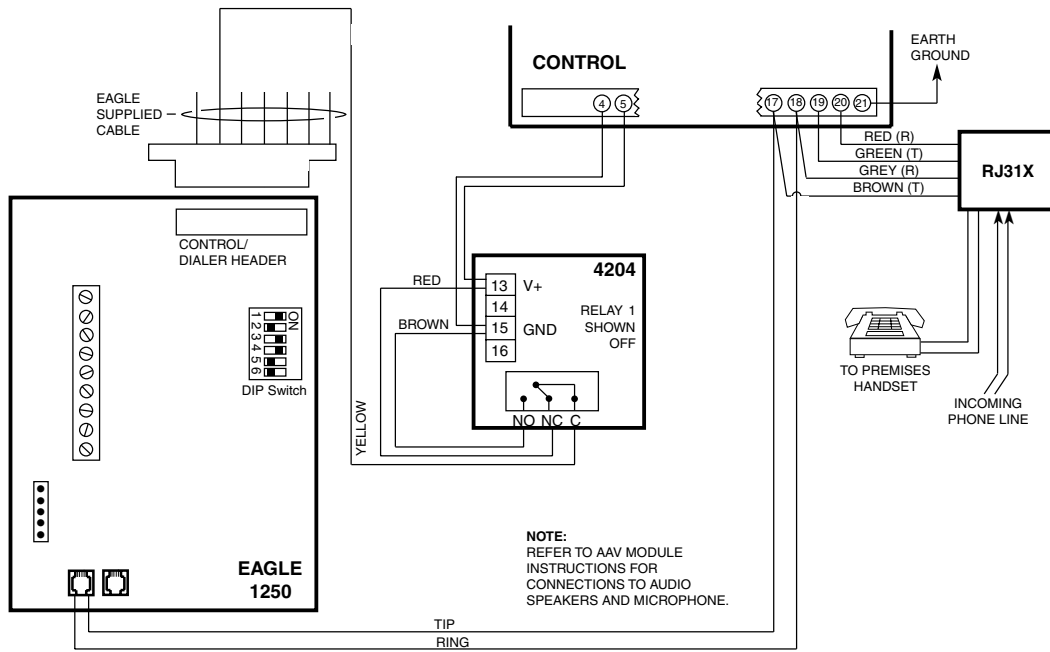 CONTROL
EARTH
GROUND
4 5
17 18 19 20 21
EAGLE
SUPPLIED
CABLE
RED (R)
GREEN (T)
GREY (R)
BROWN (T)
RJ31X
CONTROL/
DIALER HEADER
ON
1 2 3 4 5 6
DIP Switch
RED
BROWN
YELLOW
4204
13 V+
14
15 GND
16
RELAY 1
SHOWN
OFF
NO NC C
TO PREMISES
HANDSET
INCOMING
PHONE LINE
NOTE:
REFER TO AAV MODULE
INSTRUCTIONS FOR
CONNECTIONS TO AUDIO
SPEAKERS AND MICROPHONE.
EAGLE
1250
TIP
RING